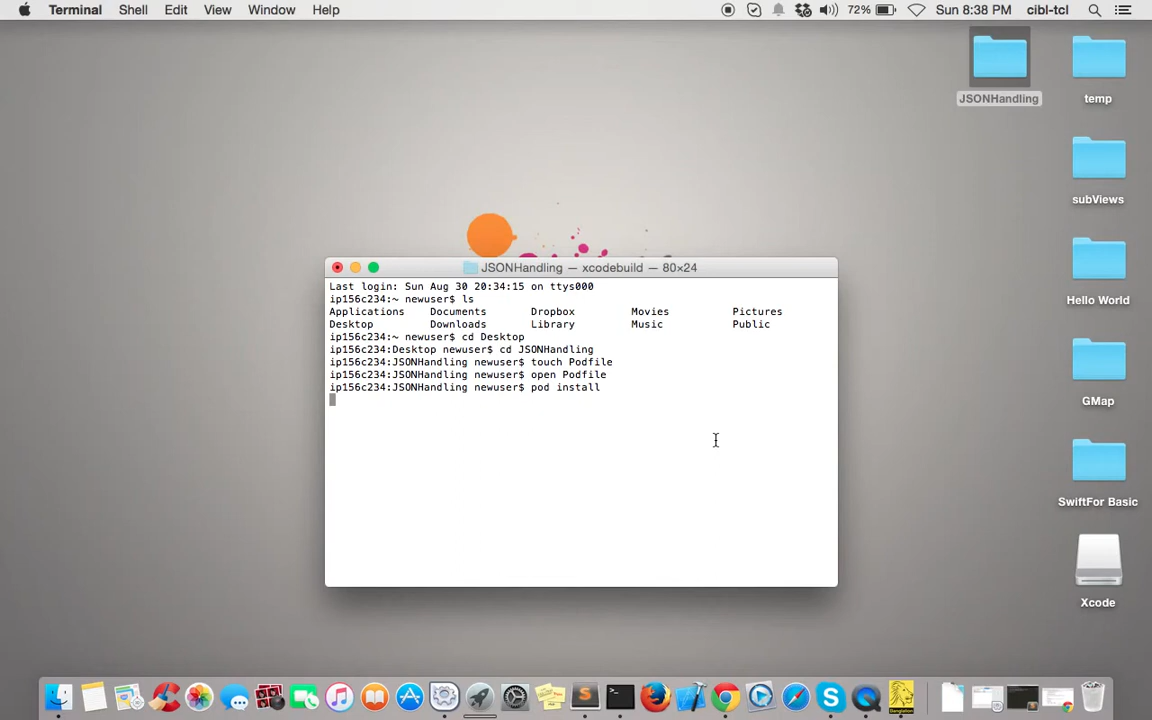 Terminal Shell Edit View Window Help 72% Sun 8:38 PM cibl-tcl
JSONHandling
temp
subViews
Hello World
GMap
SwiftFor Basic
Xcode
JSONHandling — xcodebuild — 80×24
Last login: Sun Aug 30 20:34:15 on ttys000
ip156c234:~ newuser$ ls
Applications Documents Dropbox Movies Pictures
Desktop Downloads Library Music Public
ip156c234:~ newuser$ cd Desktop
ip156c234:Desktop newuser$ cd JSONHandling
ip156c234:JSONHandling newuser$ touch Podfile
ip156c234:JSONHandling newuser$ open Podfile
ip156c234:JSONHandling newuser$ pod install